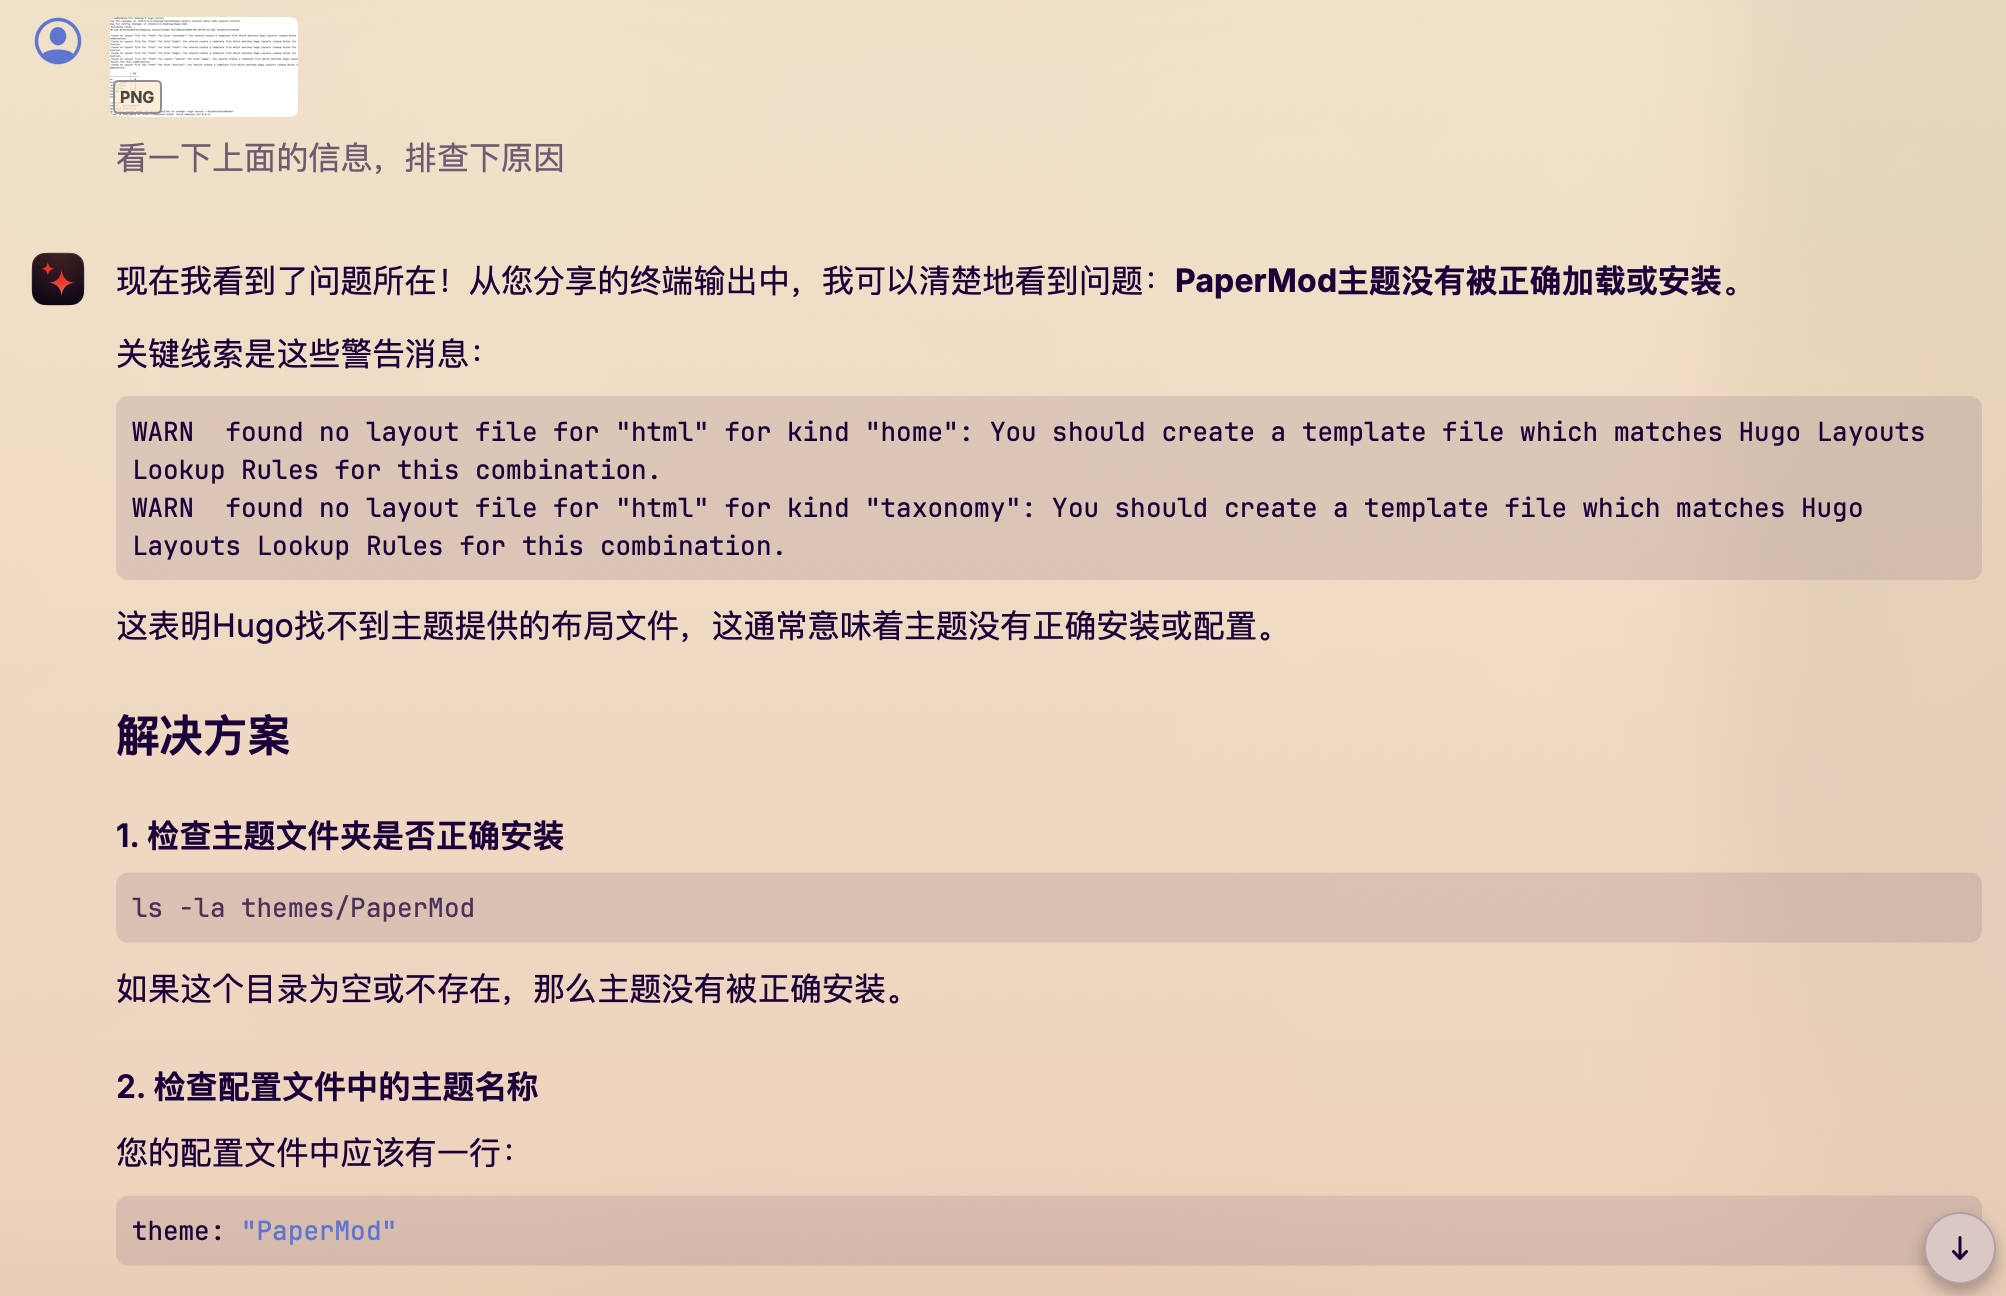 PNG
看一下上面的信息，排查下原因
现在我看到了问题所在！从您分享的终端输出中，我可以清楚地看到问题：PaperMod主题没有被正确加载或安装。
关键线索是这些警告消息：
WARN  found no layout file for "html" for kind "home": You should create a template file which matches Hugo Layouts
Lookup Rules for this combination.
WARN  found no layout file for "html" for kind "taxonomy": You should create a template file which matches Hugo
Layouts Lookup Rules for this combination.
这表明Hugo找不到主题提供的布局文件，这通常意味着主题没有正确安装或配置。
解决方案
1. 检查主题文件夹是否正确安装
ls -la themes/PaperMod
如果这个目录为空或不存在，那么主题没有被正确安装。
2. 检查配置文件中的主题名称
您的配置文件中应该有一行：
theme: "PaperMod"